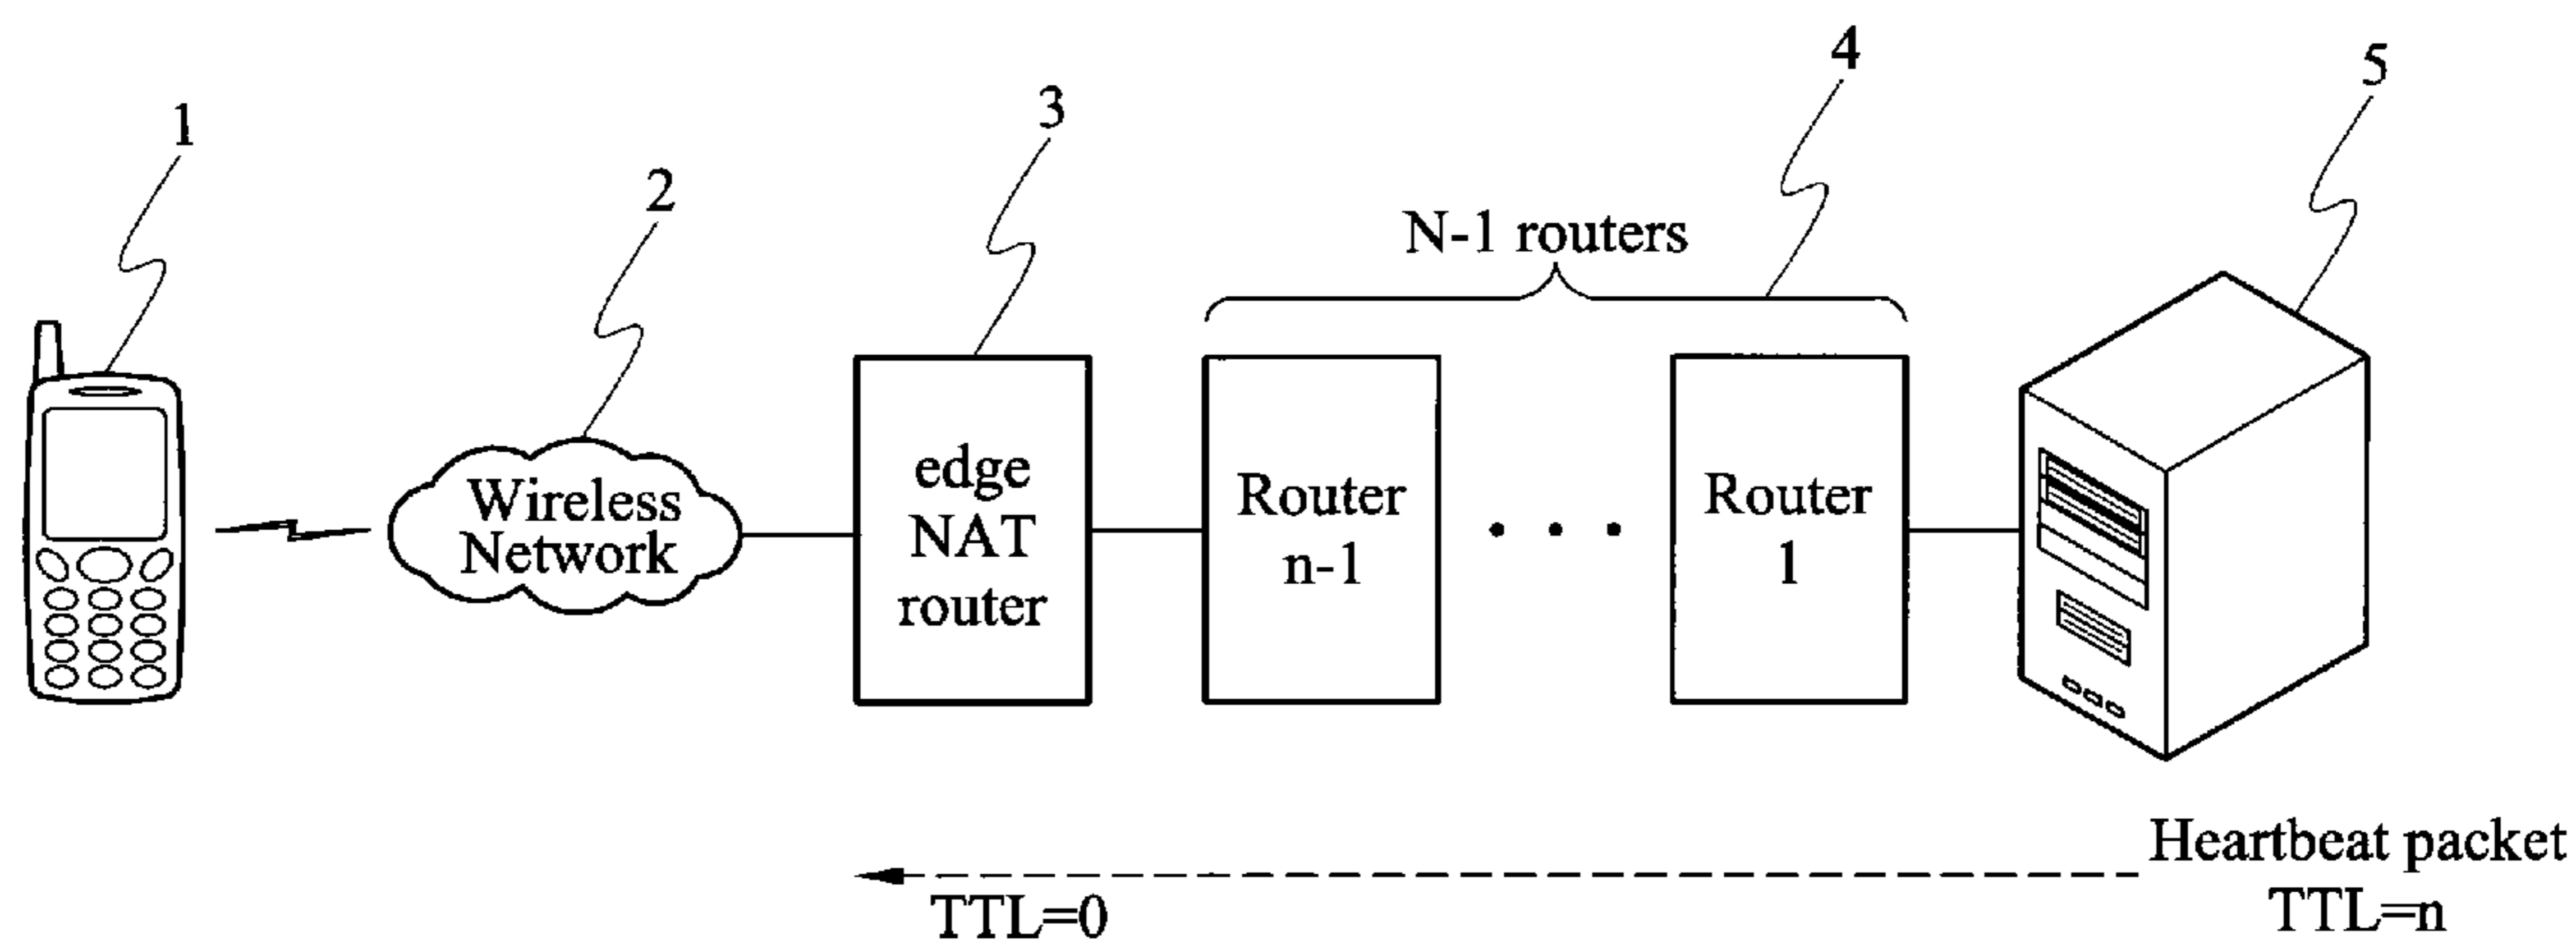 1
2
3
4
5
N-1 routers
Wireless
Network
edge
NAT
router
Router
n-1
Router
1
Heartbeat packet
TTL=n
TTL=0